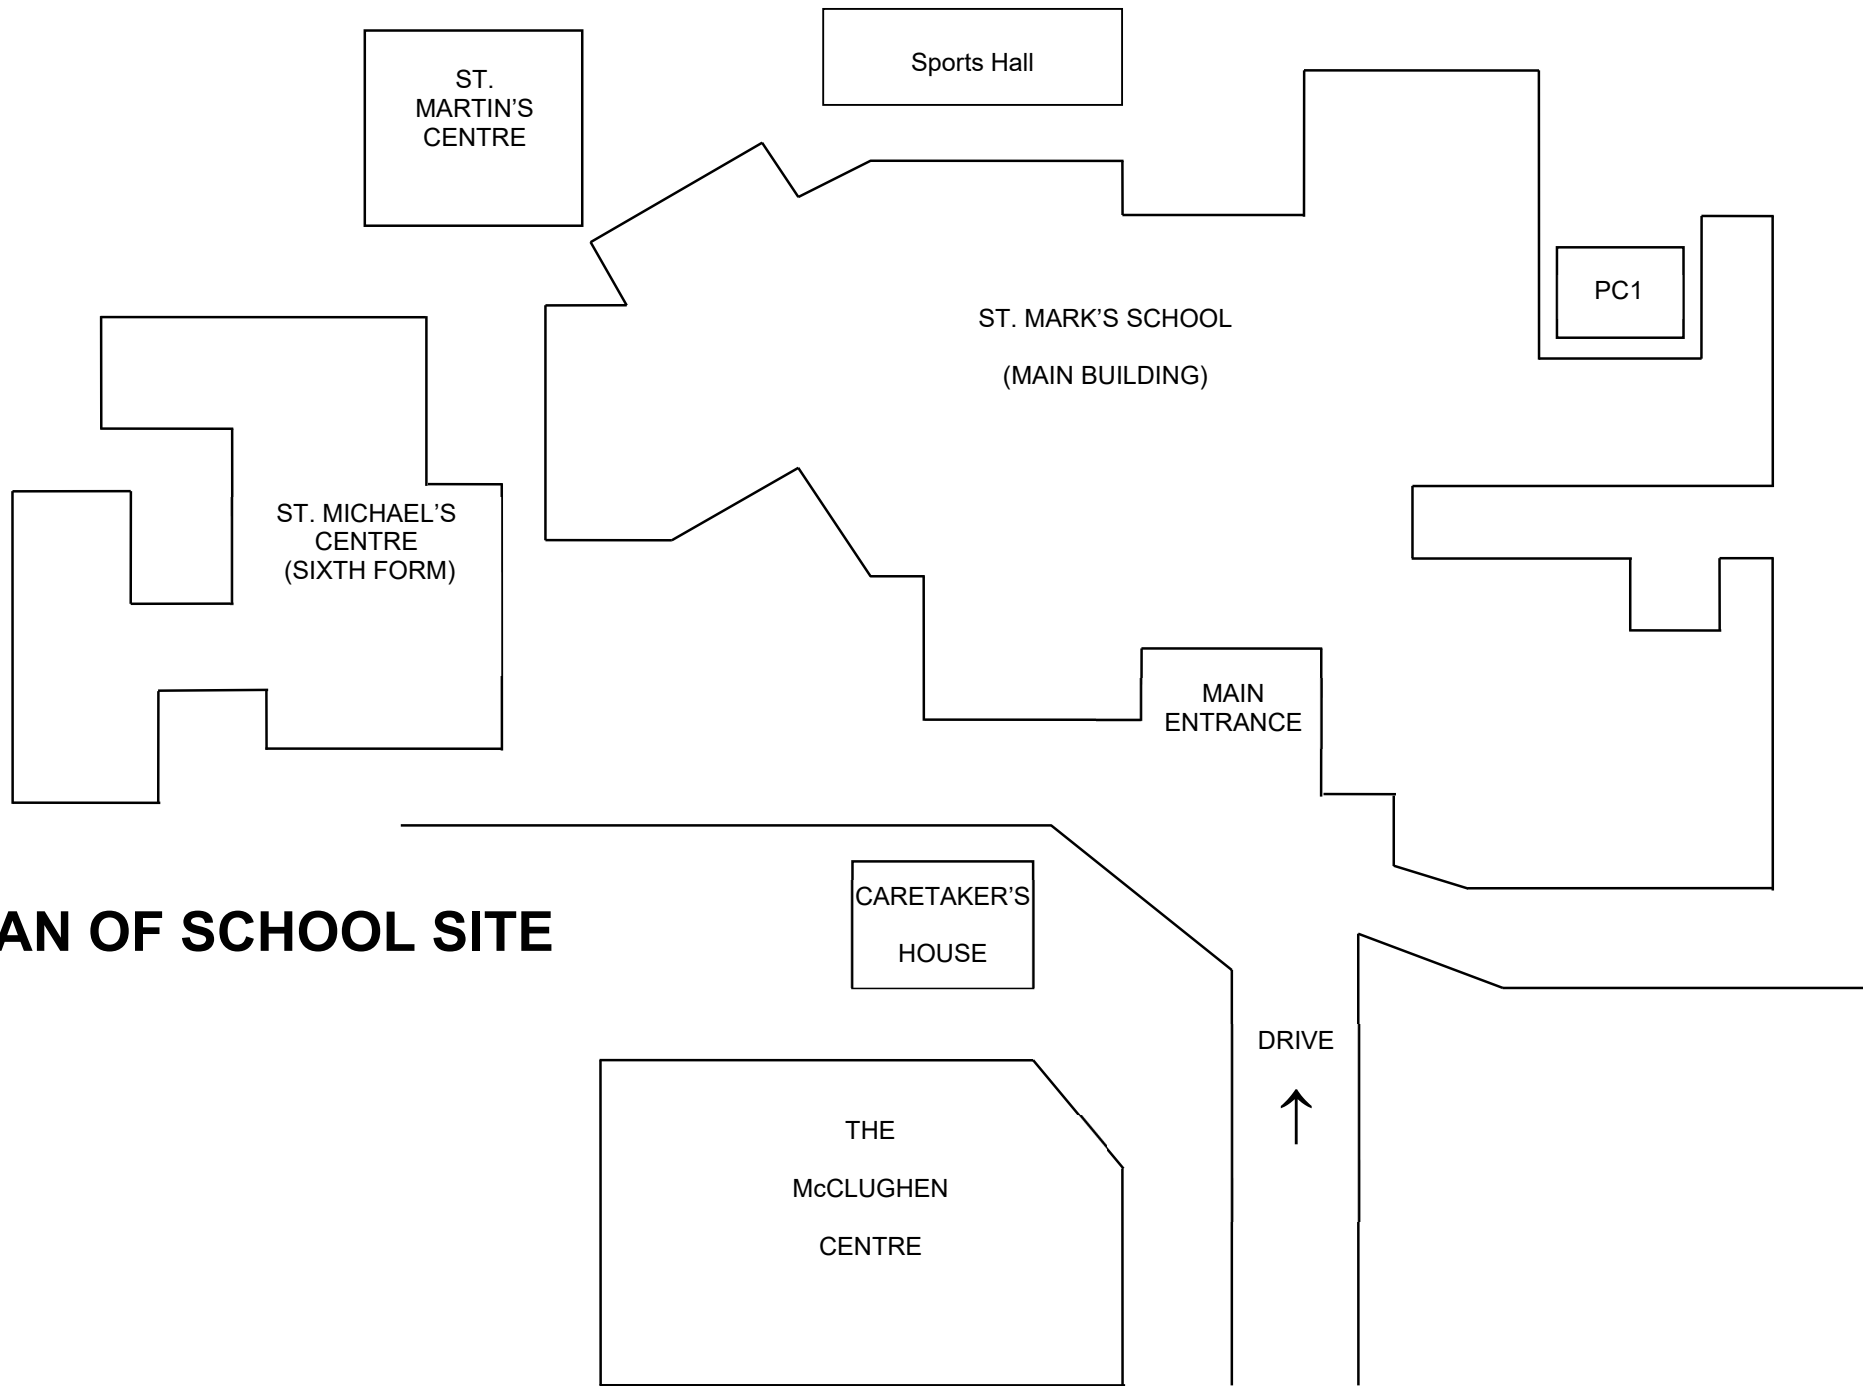 Sports Hall
ST.
MARTIN'S
CENTRE
PC1
ST. MARK'S SCHOOL
(MAIN BUILDING)
ST. MICHAEL'S
CENTRE
(SIXTH FORM)
MAIN
ENTRANCE
CARETAKER'S
HOUSE
AN OF SCHOOL SITE
DRIVE
THE
McCLUGHEN
CENTRE